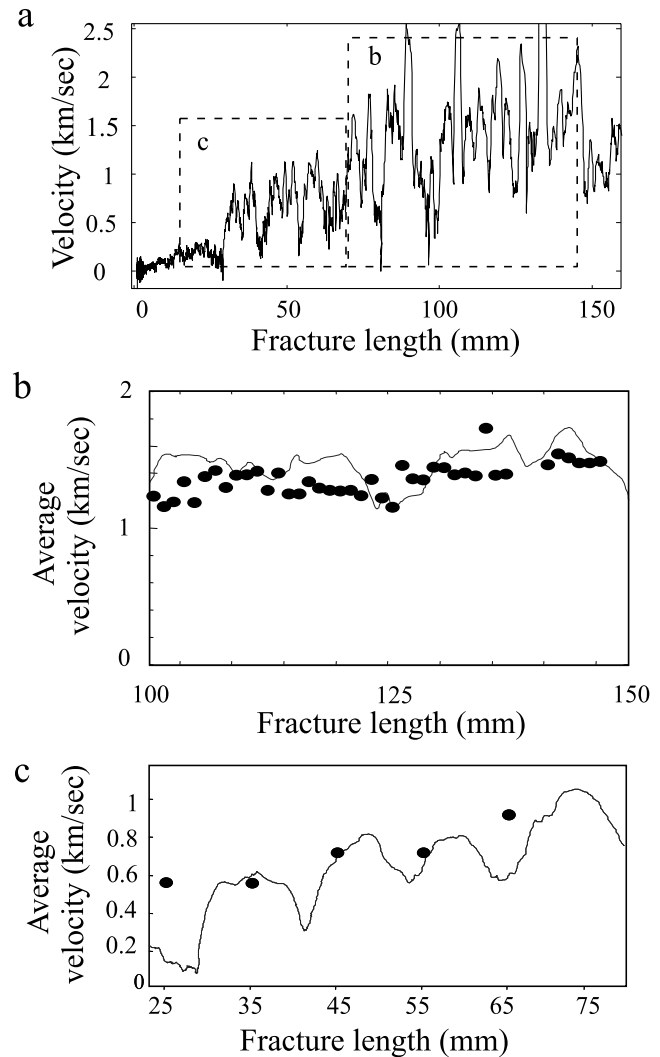 a
Velocity (km/sec)
2.5
2
1.5
1
0.5
0
b
c
0
50
100
150
Fracture length (mm)
b
Average
velocity (km/sec)
2
1
0
100
125
150
Fracture length (mm)
c
Average
velocity (km/sec)
1
0.8
0.6
0.4
0.2
0
25
35
45
55
65
75
Fracture length (mm)